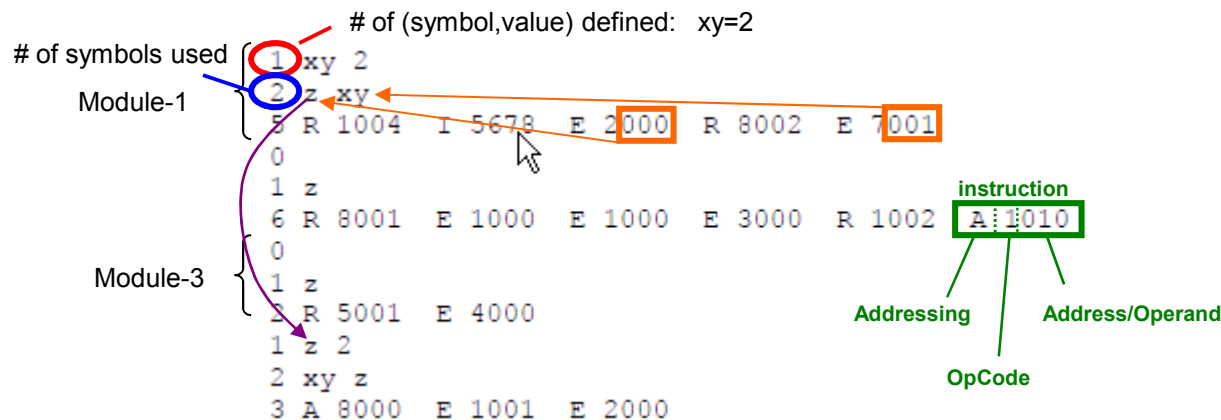 # of (symbol,value) defined: xy=2
# of symbols used
1 xy 2
Module-1
2 z xy
5 R 1004 I 5678 E 2000 R 8002 E 7001
0
1 z
instruction
6 R 8001 E 1000 E 1000 E 3000 R 1002 A 1010
0
Module-3
1 z
2 R 5001 E 4000
Addressing
Address/Operand
1 z 2
OpCode
2 xy z
3 A 8000 E 1001 E 2000